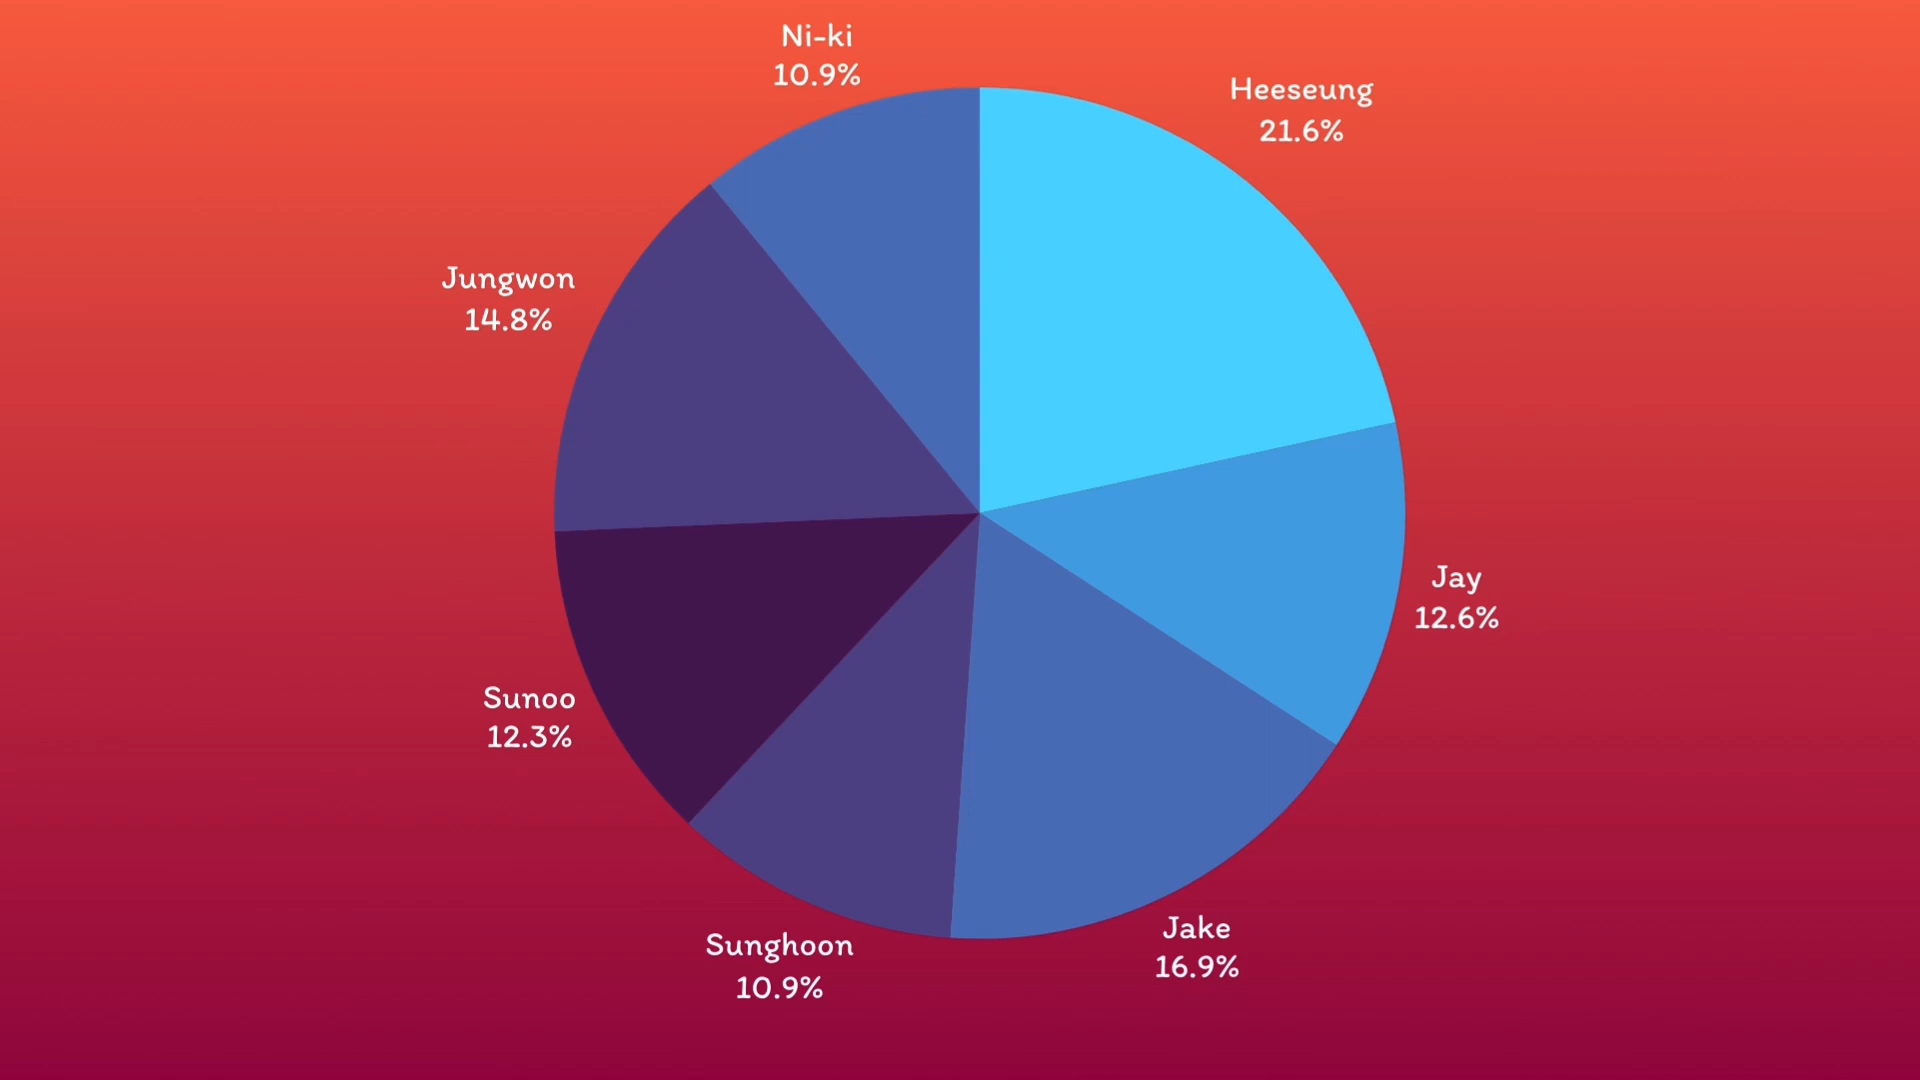 Ni-ki
10.9%
Heeseung
21.6%
Jungwon
14.8%
Jay
12.6%
Sunoo
12.3%
Jake
16.9%
Sunghoon
10.9%